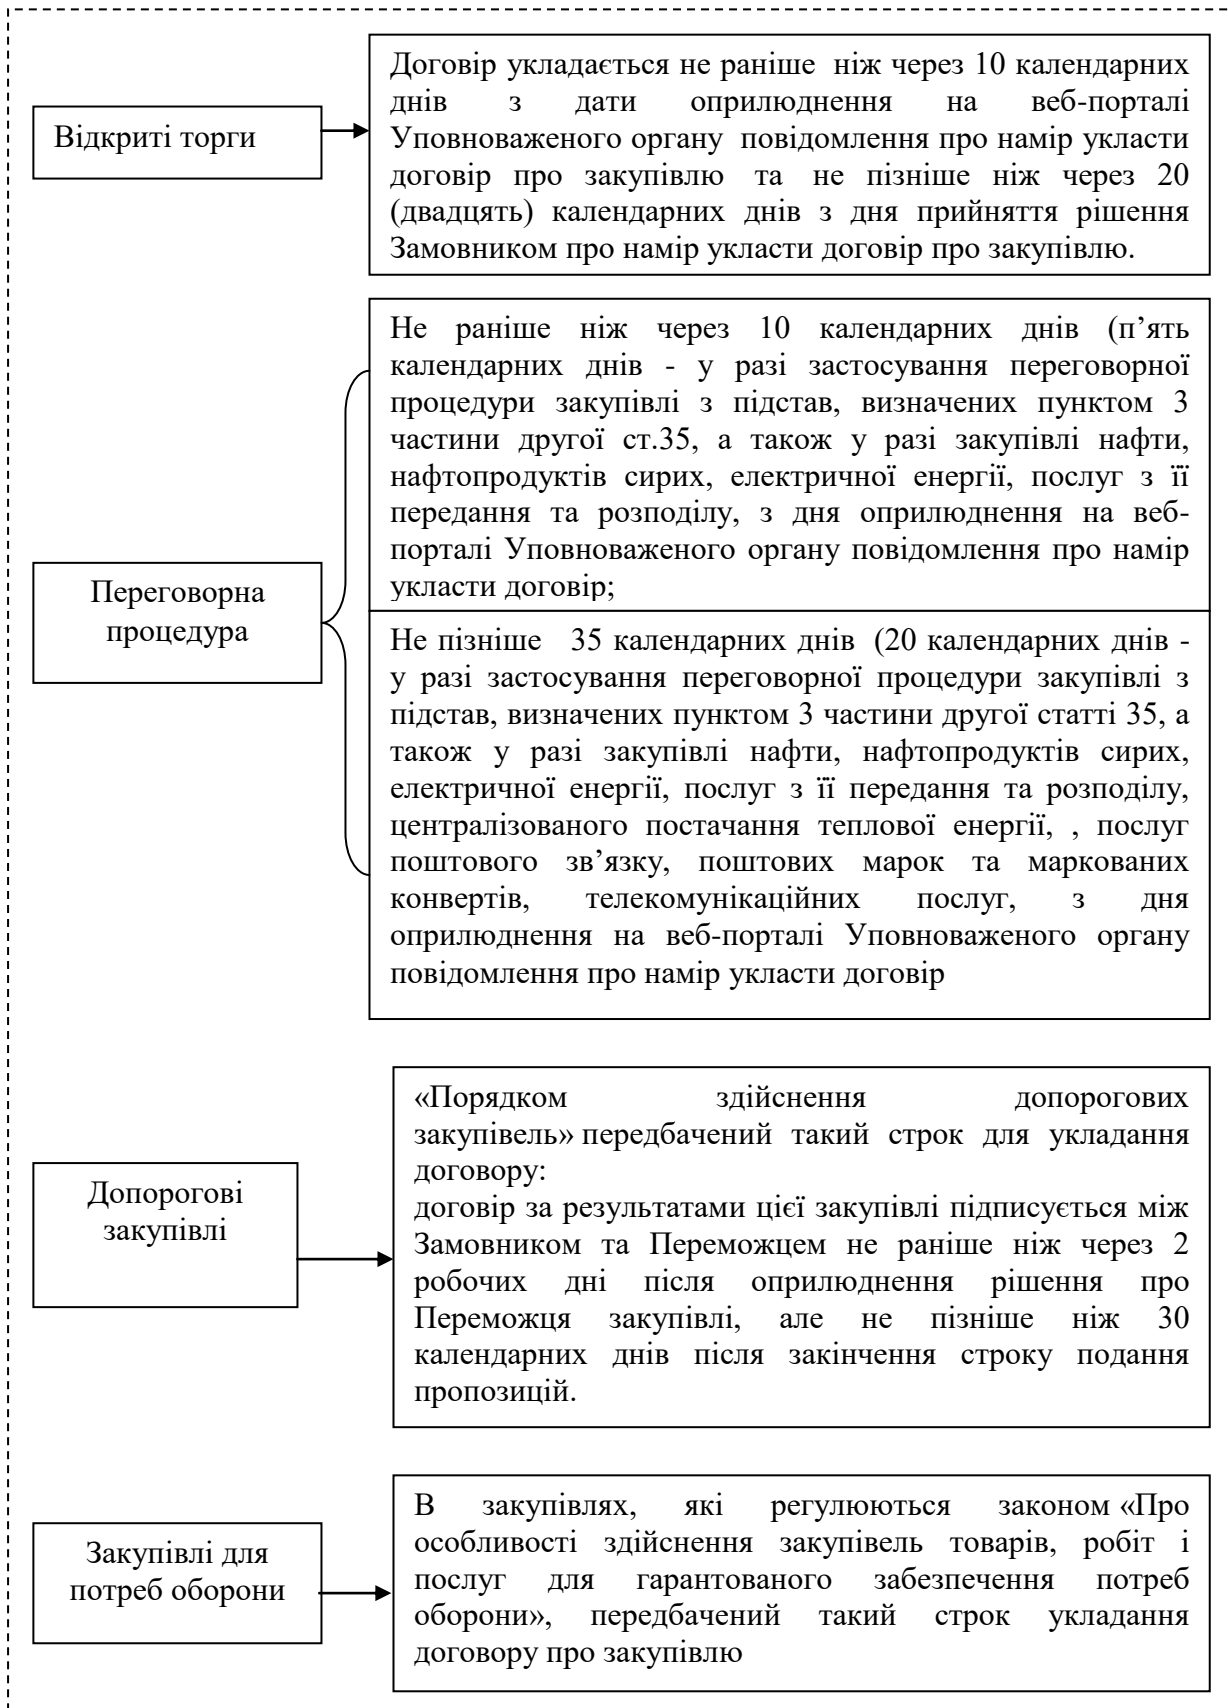 Відкриті торги
Договір укладається не раніше ніж через 10 календарних
днів з дати оприлюднення на веб-порталі
Уповноваженого органу повідомлення про намір укласти
договір про закупівлю та не пізніше ніж через 20
(двадцять) календарних днів з дня прийняття рішення
Замовником про намір укласти договір про закупівлю.
Переговорна
процедура
Не раніше ніж через 10 календарних днів (п’ять
календарних днів - у разі застосування переговорної
процедури закупівлі з підстав, визначених пунктом 3
частини другої ст.35, а також у разі закупівлі нафти,
нафтопродуктів сирих, електричної енергії, послуг з її
передання та розподілу, з дня оприлюднення на веб-
порталі Уповноваженого органу повідомлення про намір
укласти договір;
Не пізніше 35 календарних днів (20 календарних днів -
у разі застосування переговорної процедури закупівлі з
підстав, визначених пунктом 3 частини другої статті 35, а
також у разі закупівлі нафти, нафтопродуктів сирих,
електричної енергії, послуг з її передання та розподілу,
централізованого постачання теплової енергії, , послуг
поштового зв’язку, поштових марок та маркованих
конвертів, телекомунікаційних послуг, з дня
оприлюднення на веб-порталі Уповноваженого органу
повідомлення про намір укласти договір
Допорогові
закупівлі
«Порядком здійснення допорогових
закупівель» передбачений такий строк для укладання
договору:
договір за результатами цієї закупівлі підписується між
Замовником та Переможцем не раніше ніж через 2
робочих дні після оприлюднення рішення про
Переможця закупівлі, але не пізніше ніж 30
календарних днів після закінчення строку подання
пропозицій.
Закупівлі для
потреб оборони
В закупівлях, які регулюються законом «Про
особливості здійснення закупівель товарів, робіт і
послуг для гарантованого забезпечення потреб
оборони», передбачений такий строк укладання
договору про закупівлю